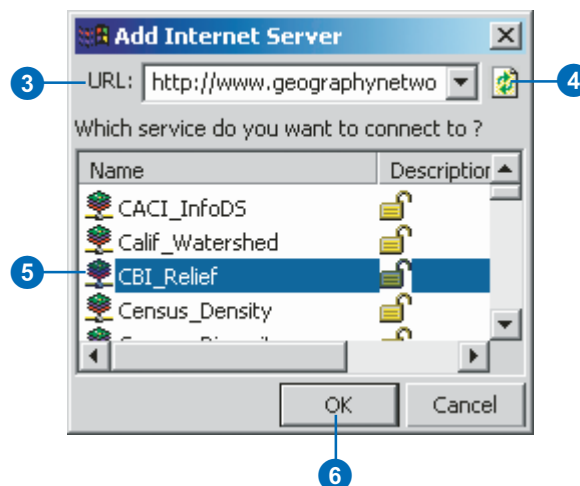 Add Internet Server
3 URL: http://www.geographynetwo 4
Which service do you want to connect to ?
Name Description
CACI_InfoDS
Calif_Watershed
5 CBI_Relief
Census_Density
OK Cancel
6